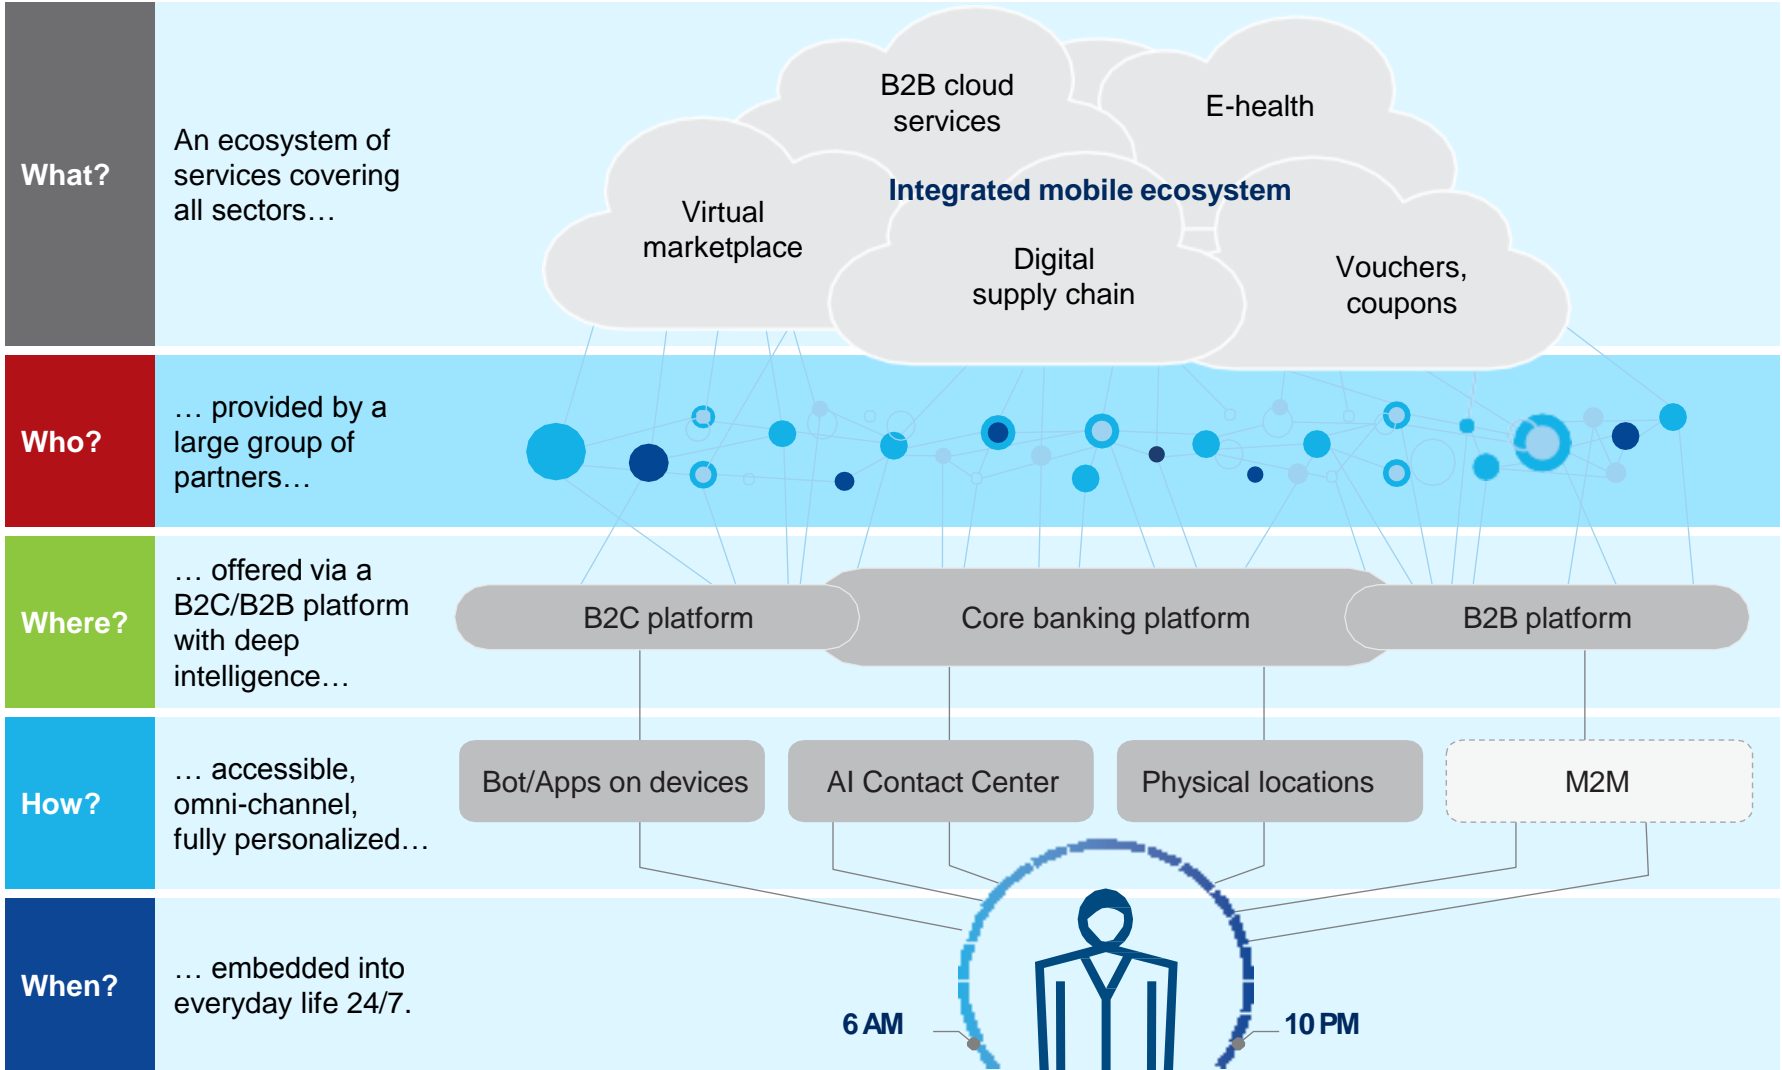 What?
An ecosystem of
services covering
all sectors…
B2B cloud
services
E-health
Integrated mobile ecosystem
Virtual
marketplace
Digital
supply chain
Vouchers,
coupons
Who?
… provided by a
large group of
partners…
Where?
… offered via a
B2C/B2B platform
with deep
intelligence…
B2C platform
Core banking platform
B2B platform
How?
… accessible,
omni-channel,
fully personalized…
Bot/Apps on devices
AI Contact Center
Physical locations
M2M
When?
… embedded into
everyday life 24/7.
6 AM
10 PM